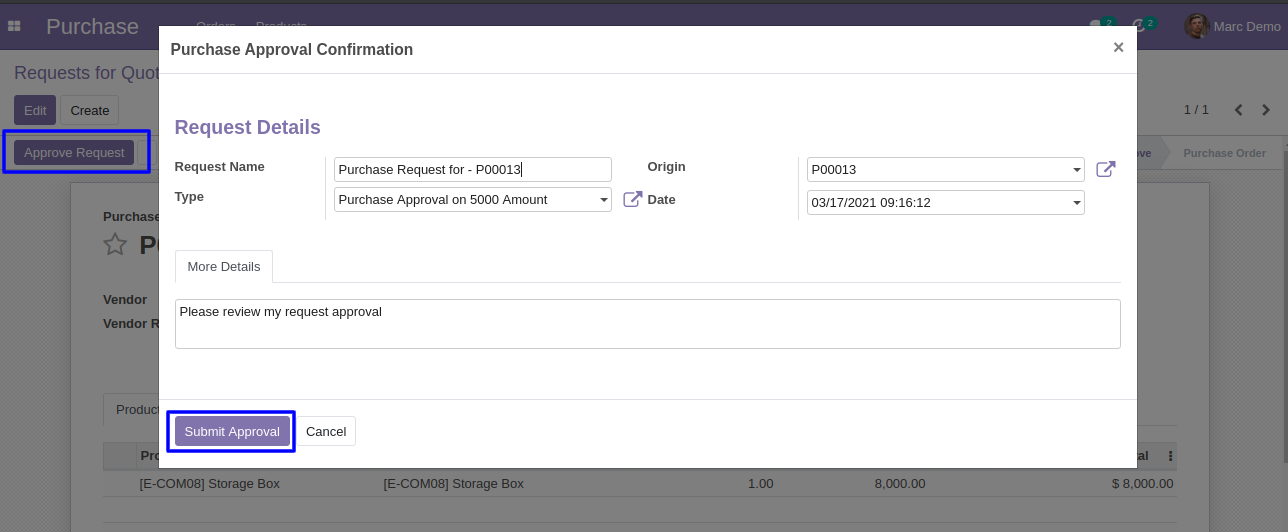 Purchase Orders Products 2 2 Marc Demo
Purchase Approval Confirmation ×
Requests for Quot
Edit Create 1 / 1
Approve Request Purchase Order
Request Details
Request Name Purchase Request for - P00013 Origin P00013
Type Purchase Approval on 5000 Amount Date 03/17/2021 09:16:12
Purchase
P
More Details
Vendor
Vendor R
Please review my request approval
Product
Submit Approval Cancel
Pro tal
[E-COM08] Storage Box [E-COM08] Storage Box 1.00 8,000.00 $ 8,000.00